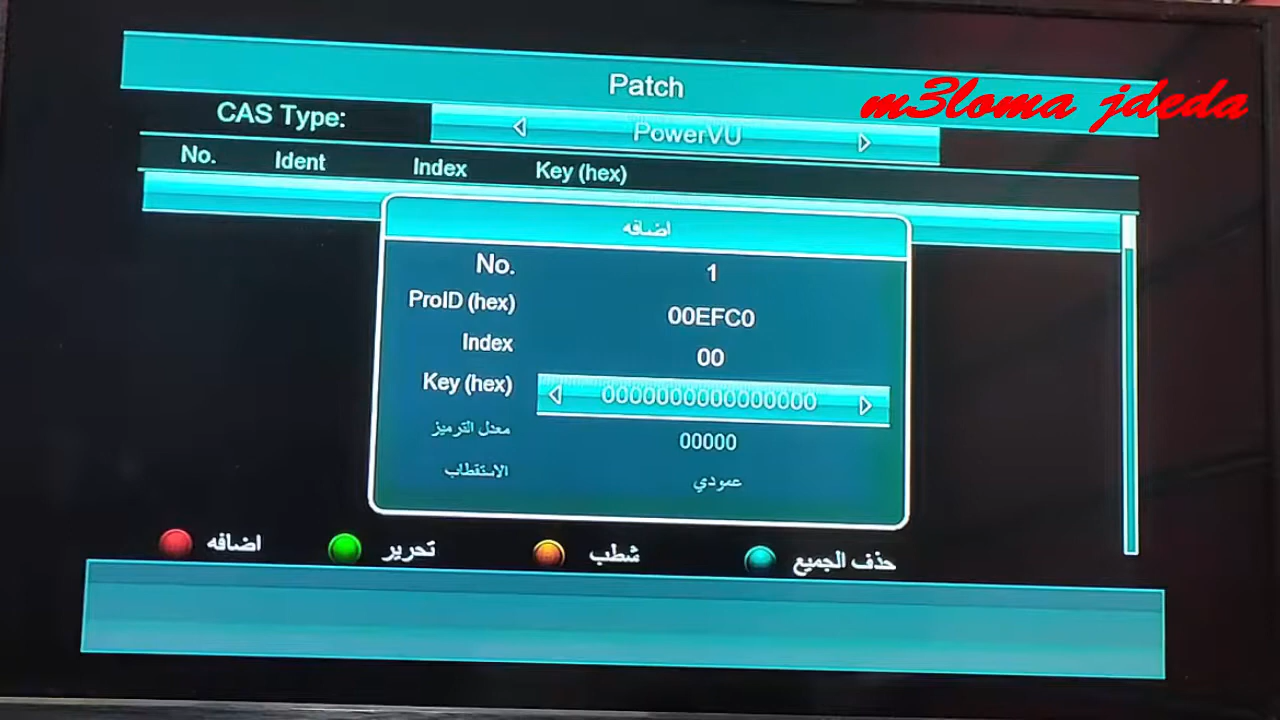 Patch
m3loma jdeda
CAS Type: PowerVU
No. Ident Index Key (hex)
اضافه
No. 1
ProID (hex) 00EFC0
Index 00
Key (hex) 0000000000000000
معدل الترميز 00000
الاستقطاب عمودي
اضافه تحرير شطب حذف الجميع